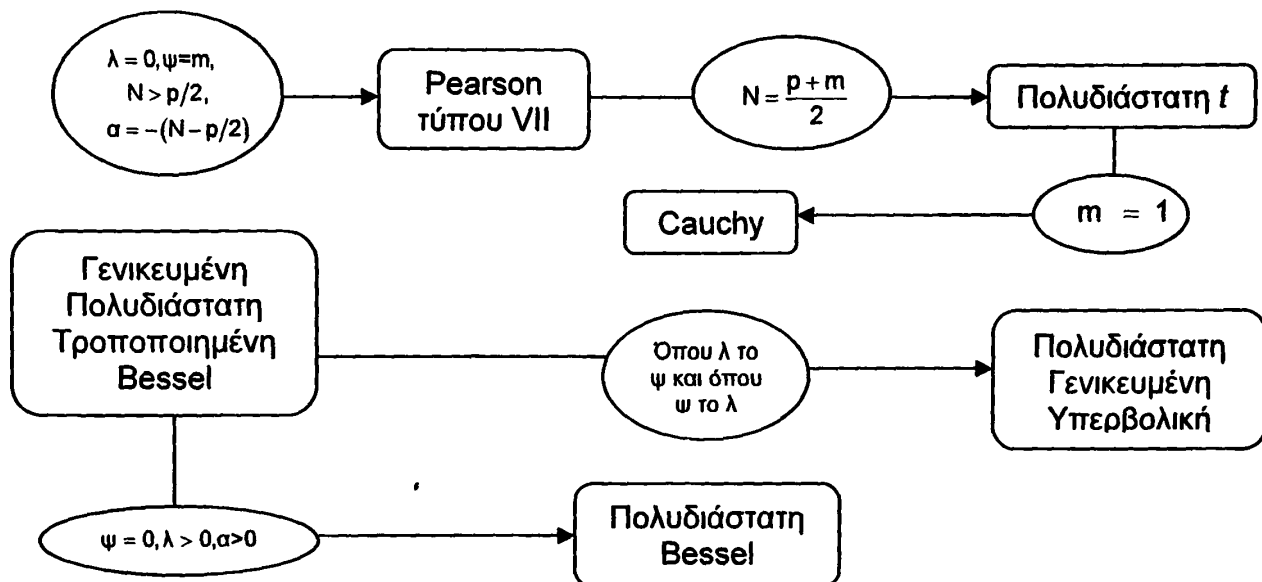 λ = 0, ψ=m,
N > p/2,
α = −(N − p/2)
Pearson
τύπου VII
N = \frac{p + m}{2}
Πολυδιάστατη t
m = 1
Cauchy
Γενικευμένη
Πολυδιάστατη
Τροποποιημένη
Bessel
Όπου λ το
ψ και όπου
ψ το λ
Πολυδιάστατη
Γενικευμένη
Υπερβολική
ψ = 0, λ > 0, α>0
Πολυδιάστατη
Bessel